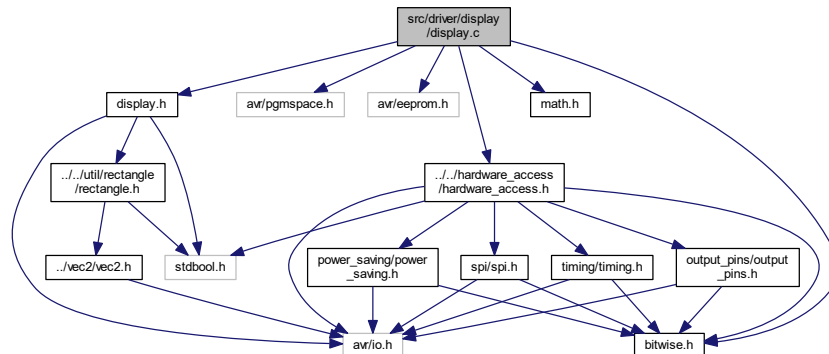 src/driver/display
/display.c
display.h
avr/pgmspace.h
avr/eeprom.h
math.h
../../util/rectangle
/rectangle.h
../../hardware_access
/hardware_access.h
../vec2/vec2.h
stdbool.h
power_saving/power
_saving.h
spi/spi.h
timing/timing.h
output_pins/output
_pins.h
avr/io.h
bitwise.h